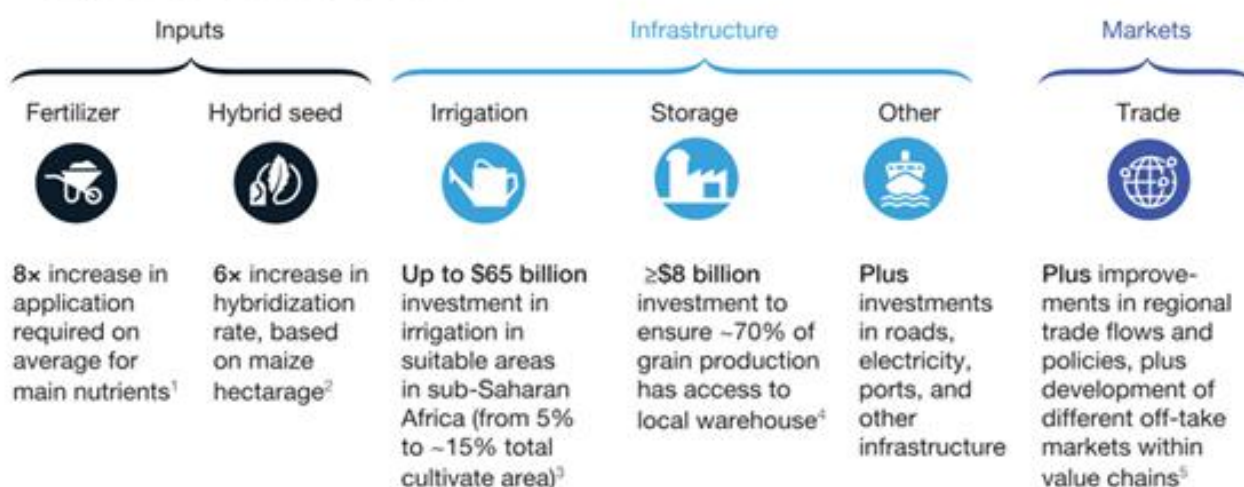 Inputs
Infrastructure
Markets
Fertilizer
Hybrid seed
Irrigation
Storage
Other
Trade
8× increase in
application
required on
average for
main nutrients¹
6× increase in
hybridization
rate, based
on maize
hectarage²
Up to $65 billion
investment in
irrigation in
suitable areas
in sub-Saharan
Africa (from 5%
to ~15% total
cultivate area)³
≥$8 billion
investment to
ensure ~70% of
grain production
has access to
local warehouse⁴
Plus
investments
in roads,
electricity,
ports, and
other
infrastructure
Plus improve-
ments in regional
trade flows and
policies, plus
development of
different off-take
markets within
value chains⁵